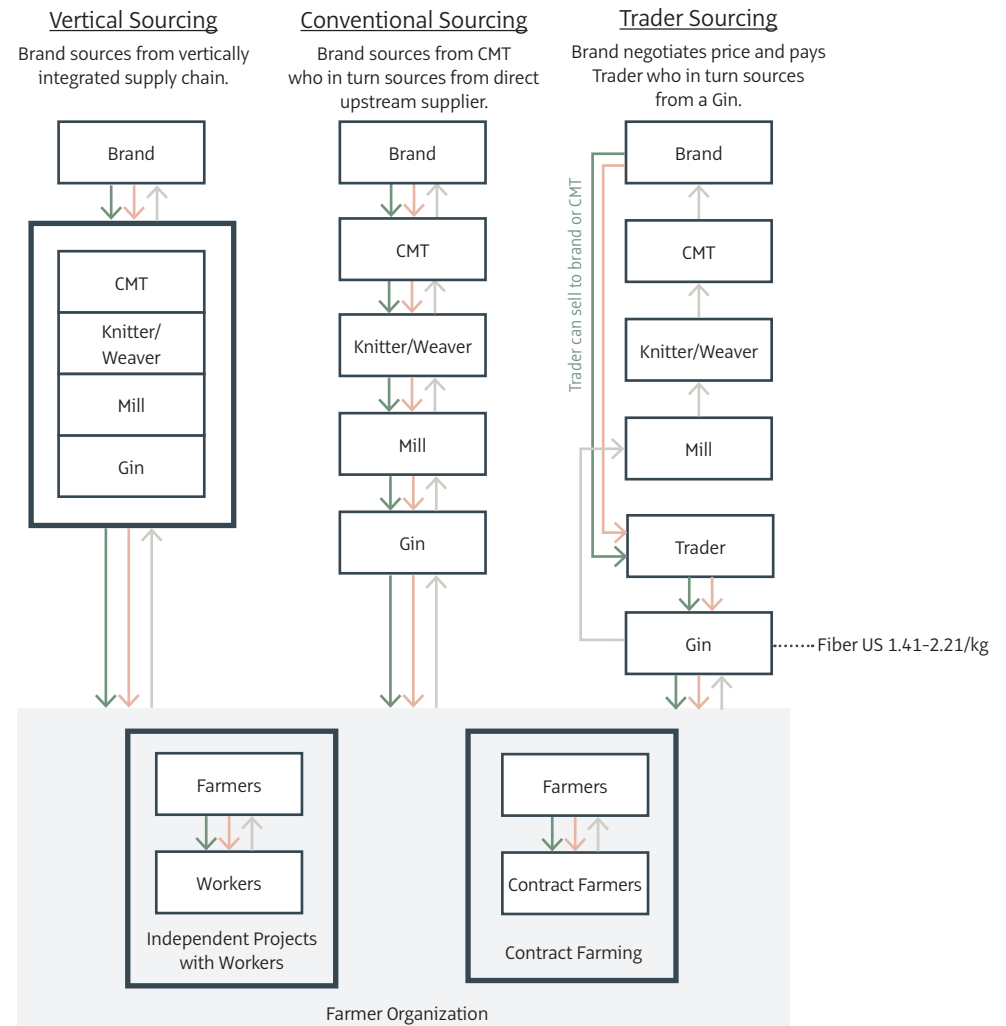 Vertical Sourcing
Brand sources from vertically
integrated supply chain.
Brand
CMT
Knitter/
Weaver
Mill
Gin
Conventional Sourcing
Brand sources from CMT
who in turn sources from direct
upstream supplier.
Brand
CMT
Knitter/Weaver
Mill
Gin
Trader Sourcing
Brand negotiates price and pays
Trader who in turn sources
from a Gin.
Trader can sell to brand or CMT
Brand
CMT
Knitter/Weaver
Mill
Trader
Gin
Fiber US 1.41-2.21/kg
Farmers
Workers
Independent Projects
with Workers
Farmers
Contract Farmers
Contract Farming
Farmer Organization